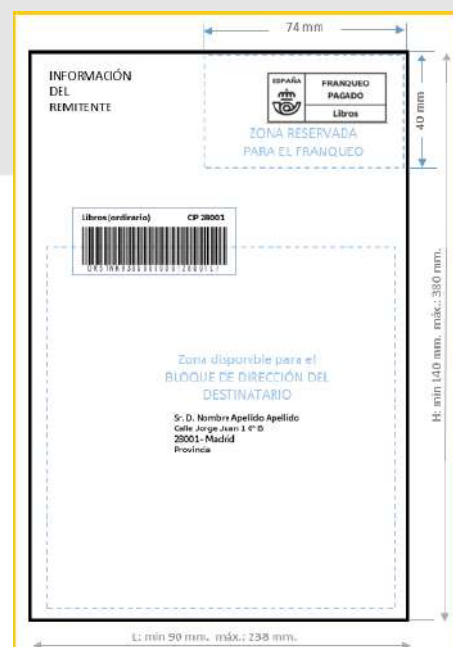 74 mm
INFORMACIÓN
DEL
REMITENTE
ESPAÑA
FRANQUEO
PAGADO
Libros
40 mm
ZONA RESERVADA
PARA EL FRANQUEO
Libros (ordinario) CP 28001
Zona disponible para el
BLOQUE DE DIRECCIÓN DEL
DESTINATARIO
Sr. D. Nombre Apellido Apellido
Calle Jorge Juan 1 4º B
28001- Madrid
Provincia
H: min 140 mm. máx.: 380 mm.
L: min 90 mm. máx.: 238 mm.